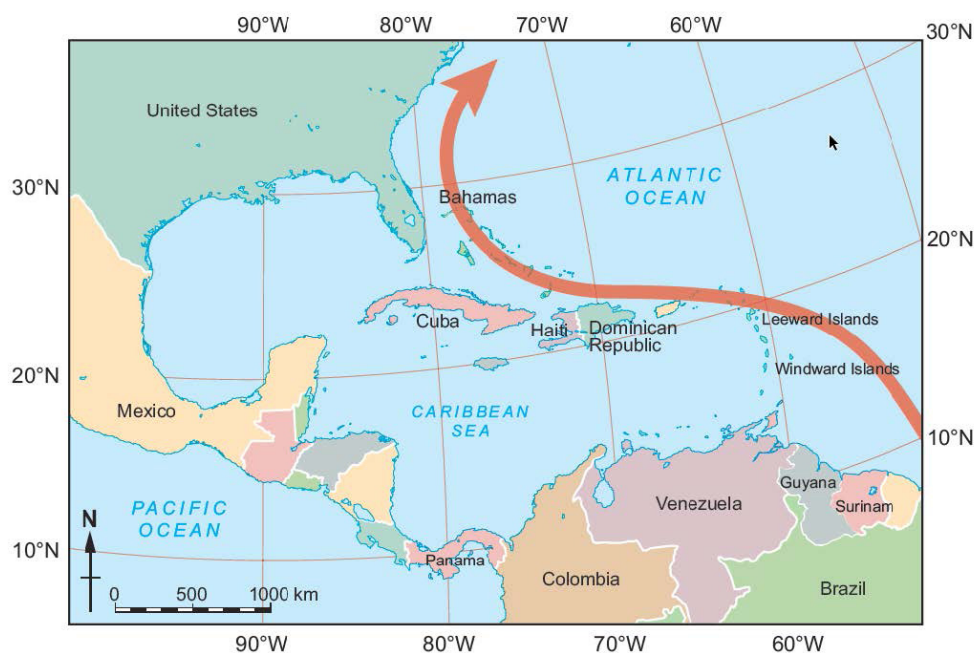 90°W 80°W 70°W 60°W 30°N
United States
ATLANTIC
OCEAN
30°N
Bahamas
20°N
Cuba
Haiti Dominican
Republic
Leeward Islands
Windward Islands
20°N
Mexico
CARIBBEAN
SEA
10°N
PACIFIC
OCEAN
Venezuela
Guyana
Surinam
N
10°N
Panama
Colombia
Brazil
0 500 1000 km
90°W 80°W 70°W 60°W